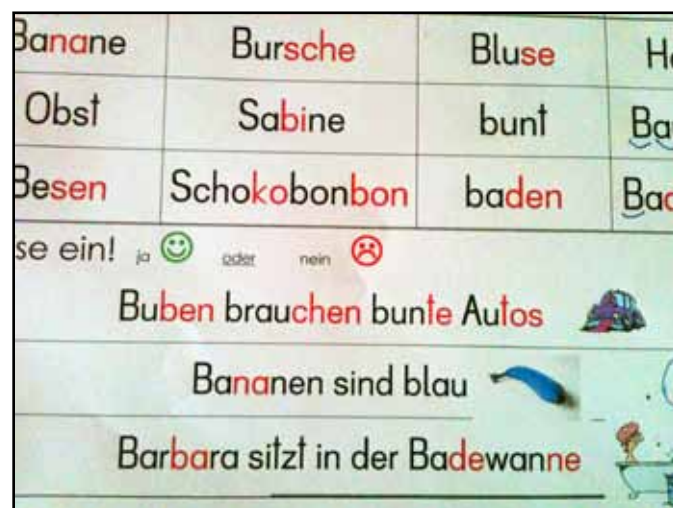 Banane Bursche Bluse
Obst Sabine bunt
Besen Schokobonbon baden
se ein! ja oder nein
Buben brauchen bunte Autos
Bananen sind blau
Barbara sitzt in der Badewanne